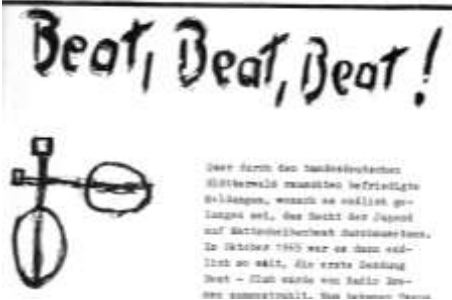 Beat, Beat, Beat!
durch den bundesdeutschen
Blätterwald rauschten befriedigte
Meldungen, wonach es endlich ge-
lungen sei, das Recht der Jugend
auf
Im Oktober 1965 war es dann end-
lich so weit, die erste Sendung
Beat - Club wurde von Radio Bre-
men ausgestrahlt.